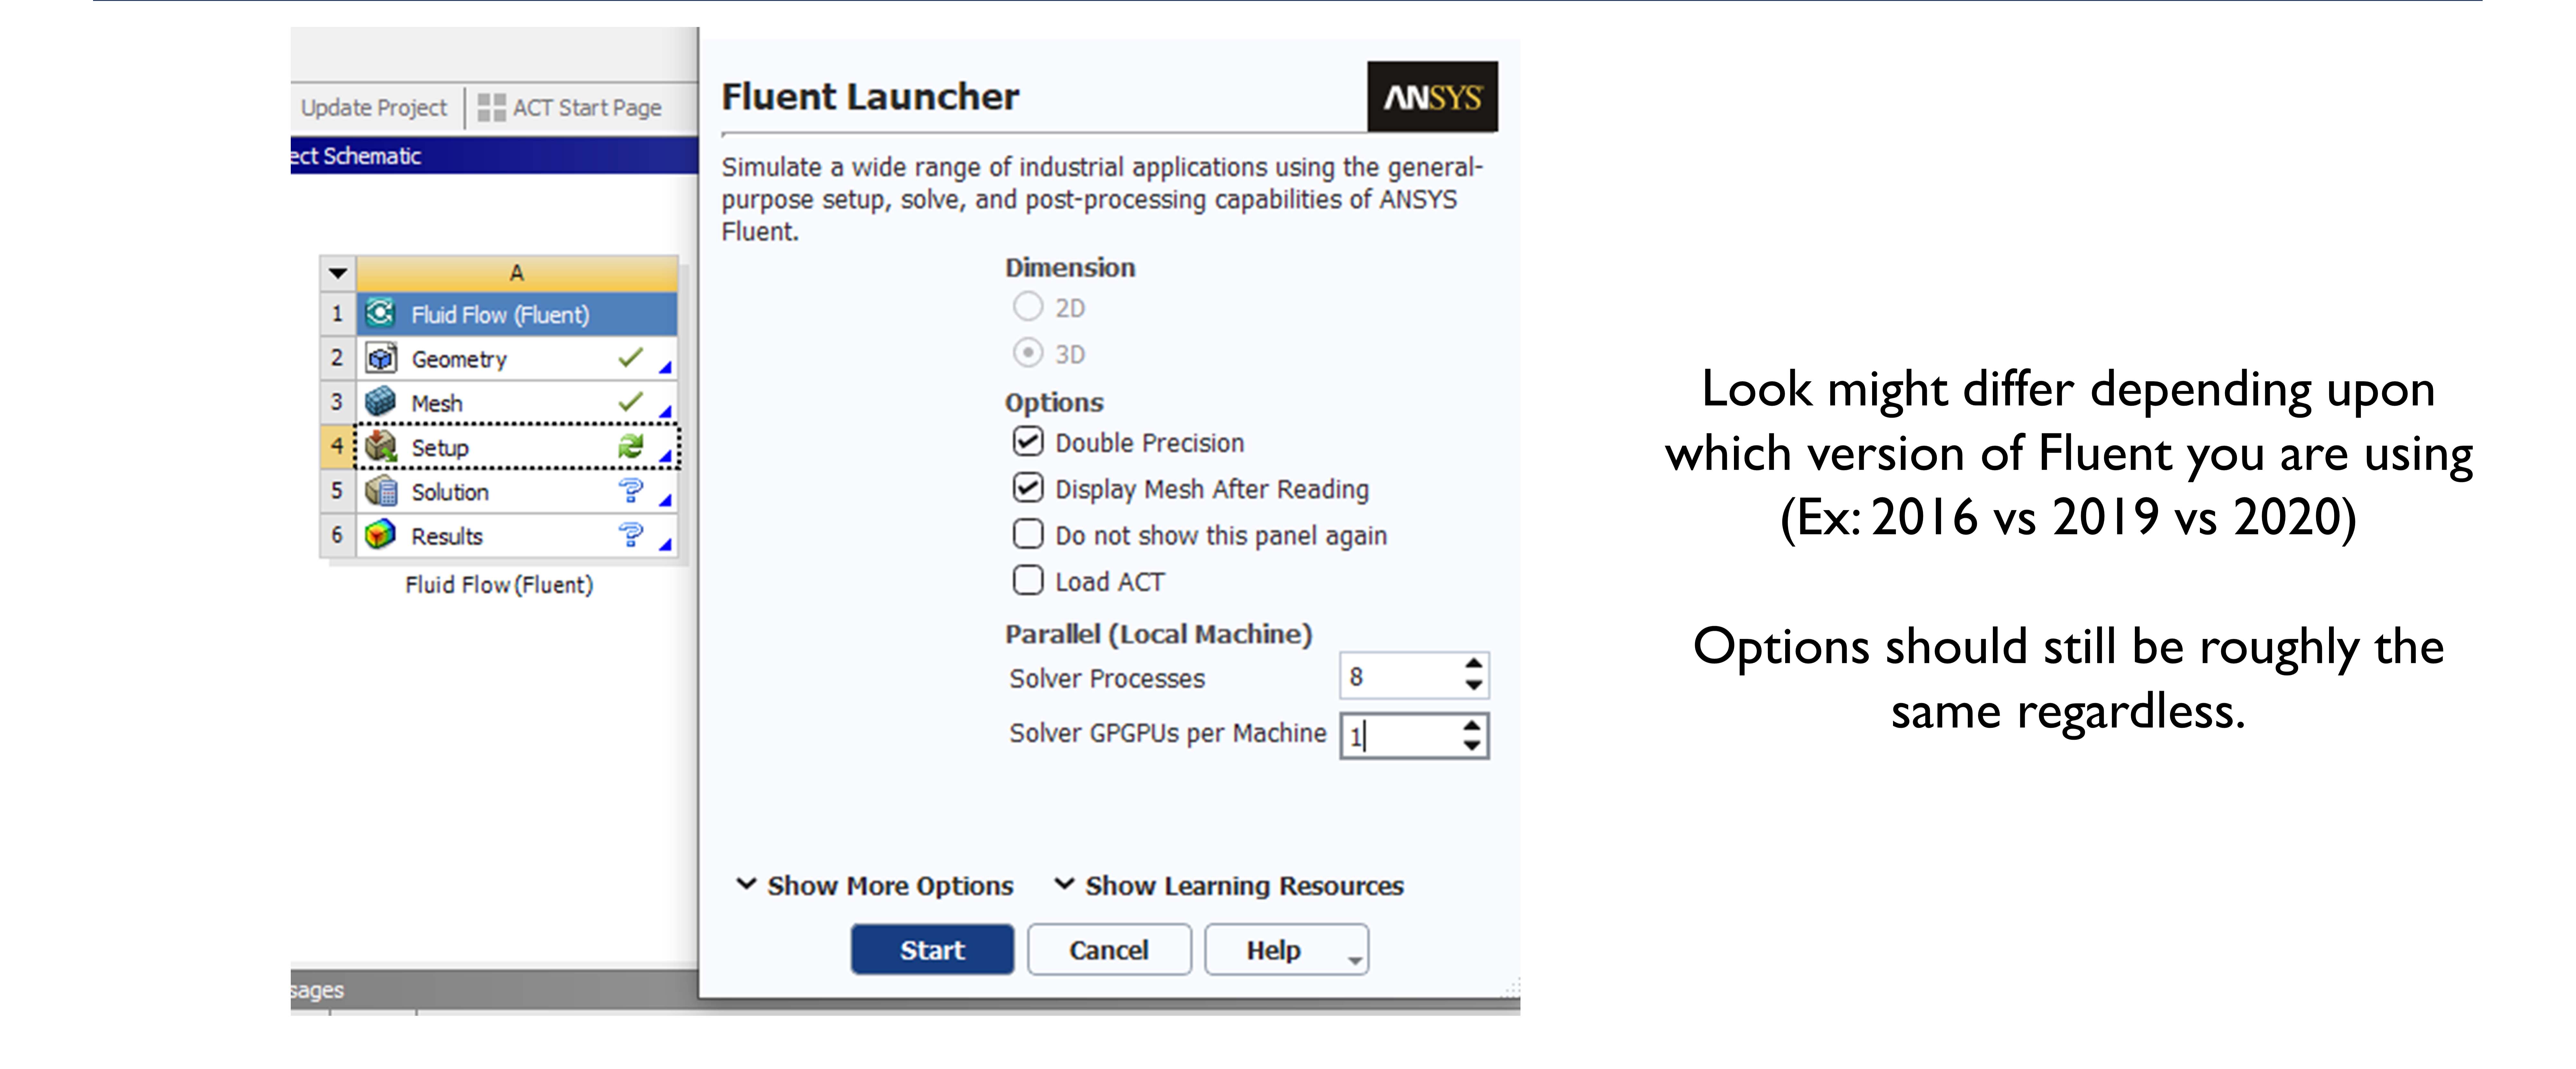 Update Project
ACT Start Page
ect Schematic
A
1 Fluid Flow (Fluent)
2 Geometry
3 Mesh
4 Setup
5 Solution
6 Results
Fluid Flow (Fluent)
sages
Fluent Launcher
ANSYS
Simulate a wide range of industrial applications using the general-
purpose setup, solve, and post-processing capabilities of ANSYS
Fluent.
Dimension
2D
3D
Options
Double Precision
Display Mesh After Reading
Do not show this panel again
Load ACT
Parallel (Local Machine)
Solver Processes 8
Solver GPGPUs per Machine 1
Show More Options Show Learning Resources
Start Cancel Help
Look might differ depending upon
which version of Fluent you are using
(Ex: 2016 vs 2019 vs 2020)
Options should still be roughly the
same regardless.